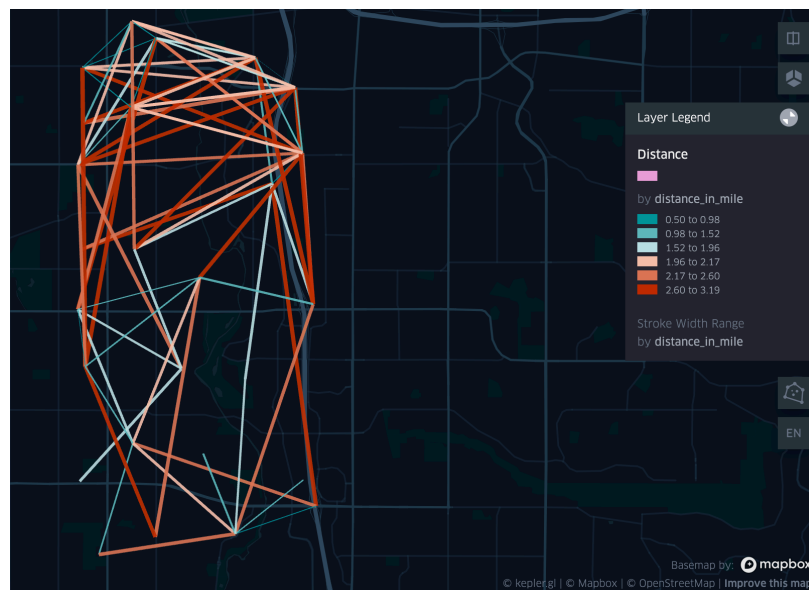 Layer Legend
Distance
by distance_in_mile
0.50 to 0.98
0.98 to 1.52
1.52 to 1.96
1.96 to 2.17
2.17 to 2.60
2.60 to 3.19
Stroke Width Range
by distance_in_mile
EN
Basemap by: mapbox
© kepler.gl | © Mapbox | © OpenStreetMap | Improve this map